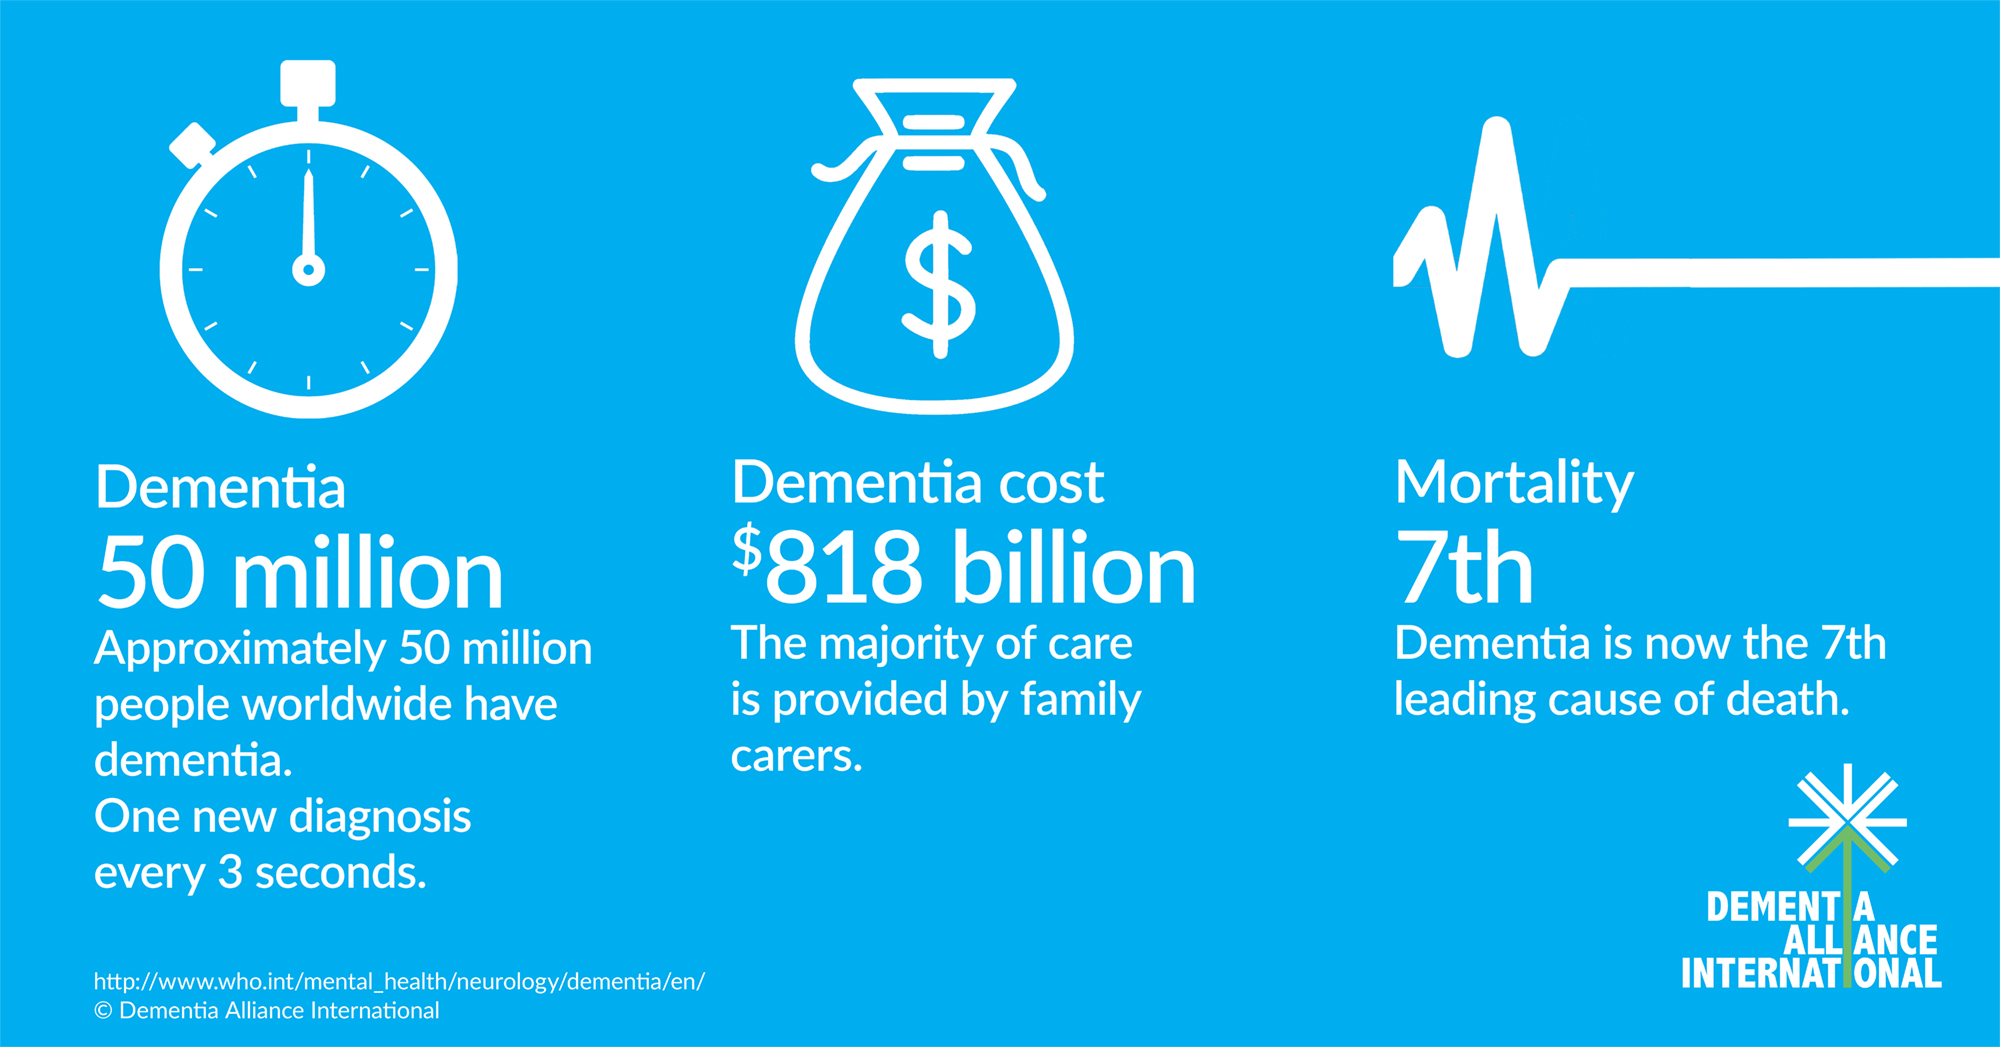 Dementia
50 million
Approximately 50 million
people worldwide have
dementia.
One new diagnosis
every 3 seconds.
$
Dementia cost
$818 billion
The majority of care
is provided by family
carers.
Mortality
7th
Dementia is now the 7th
leading cause of death.
http://www.who.int/mental_health/neurology/dementia/en/
© Dementia Alliance International
DEMENTIA
ALLIANCE
INTERNATIONAL